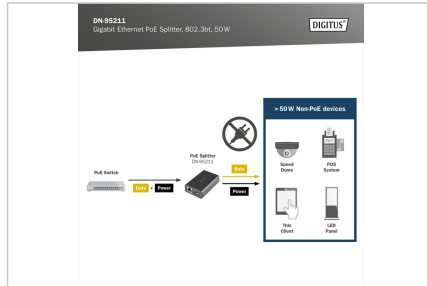 DN-95211
Gigabit Ethernet PoE Splitter, 802.3bt, 50 W
DIGITUS®
> 50 W Non-PoE devices
PoE Splitter
DN-95211
PoE Switch
Data + Power
Data
Power
Speed
Dome
POS
System
Thin
Client
LED
Panel